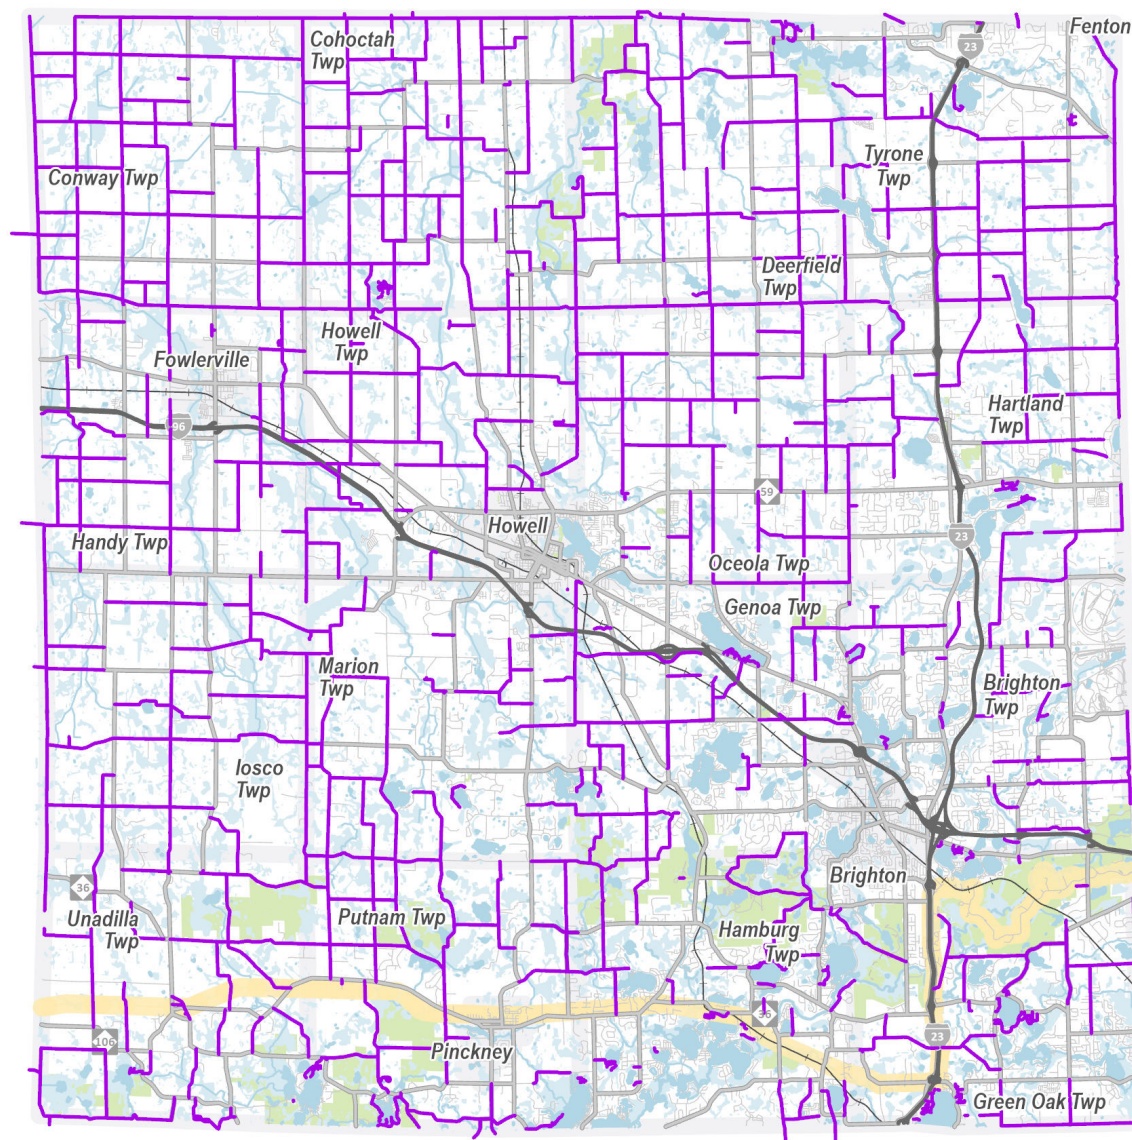 Fenton
Cohoctah
Twp
23
Tyrone
Twp
Conway Twp
Deerfield
Twp
Howell
Twp
Fowlerville
Hartland
Twp
96
59
Howell
23
Handy Twp
Oceola Twp
Genoa Twp
Marion
Twp
Brighton
Twp
Iosco
Twp
Brighton
36
Unadilla
Twp
Putnam Twp
Hamburg
Twp
36
23
106
Pinckney
Green Oak Twp